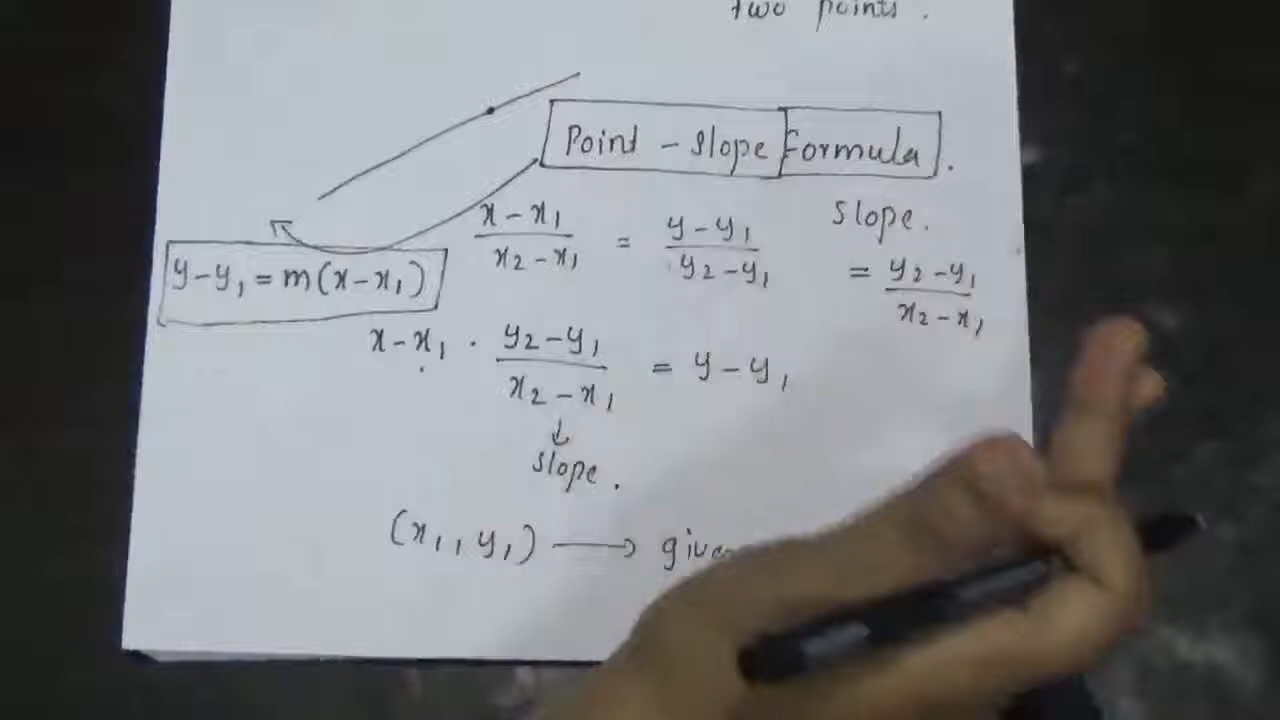 two points.
Point - slope Formula.
x - x₁ / x₂ - x₁ = y - y₁ / y₂ - y₁
slope.
= y₂ - y₁ / x₂ - x₁
y - y₁ = m(x - x₁)
x - x₁ · y₂ - y₁ / x₂ - x₁ = y - y₁
↓
slope.
(x₁, y₁) ⟶